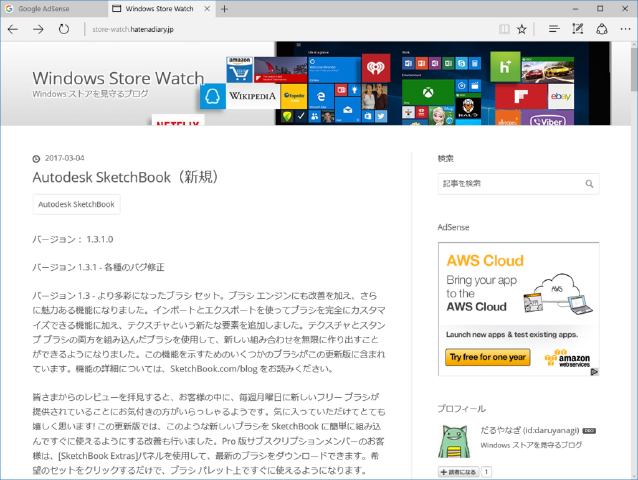 Google AdSense
Windows Store Watch
store-watch.hatenadiary.jp
Windows Store Watch
Windows ストアを見守るブログ
amazon
WIKIPEDIA
NETFLIX
ebay
Viber
HALO
2017-03-04
Autodesk SketchBook（新規）
Autodesk SketchBook
バージョン： 1.3.1.0
バージョン 1.3.1 - 各種のバグ修正
バージョン 1.3 - より多彩になったブラシ セット。ブラシ エンジンにも改善を加え、さら
に魅力ある機能になりました。インポートとエクスポートを使ってブラシを完全にカスタマ
イズできる機能に加え、テクスチャという新たな要素を追加しました。テクスチャとスタン
プ ブラシの両方を組み込んだブラシを使用して、新しい組み合わせを無限に作り出すこと
ができるようになりました。この機能を示すためのいくつかのブラシがこの更新版に含まれ
ています。機能の詳細については、SketchBook.com/blog をお読みください。
皆さまからのレビューを拝見すると、お客様の中に、毎週月曜日に新しいフリー ブラシが
提供されていることにお気付きの方がいらっしゃるようです。気に入っていただけてとても
嬉しく思います! この更新版では、このような新しいブラシを SketchBook に簡単に組み込
んですぐに使えるようにする改善も行いました。Pro 版サブスクリプションメンバーのお客
様は、[SketchBook Extras]パネルを使用して、最新のブラシをダウンロードできます。希
望のセットをクリックするだけで、ブラシ パレット上ですぐに使えるようになります。
検索
記事を検索
AdSense
AWS Cloud
Bring your app
to the
AWS Cloud
AWS
Launch new apps & test existing apps.
Try free for one year
amazon
web services
プロフィール
だるやなぎ (id:daruyanagi)
PRO
Windows ストアを見守るブログ
+ 読者になる
1